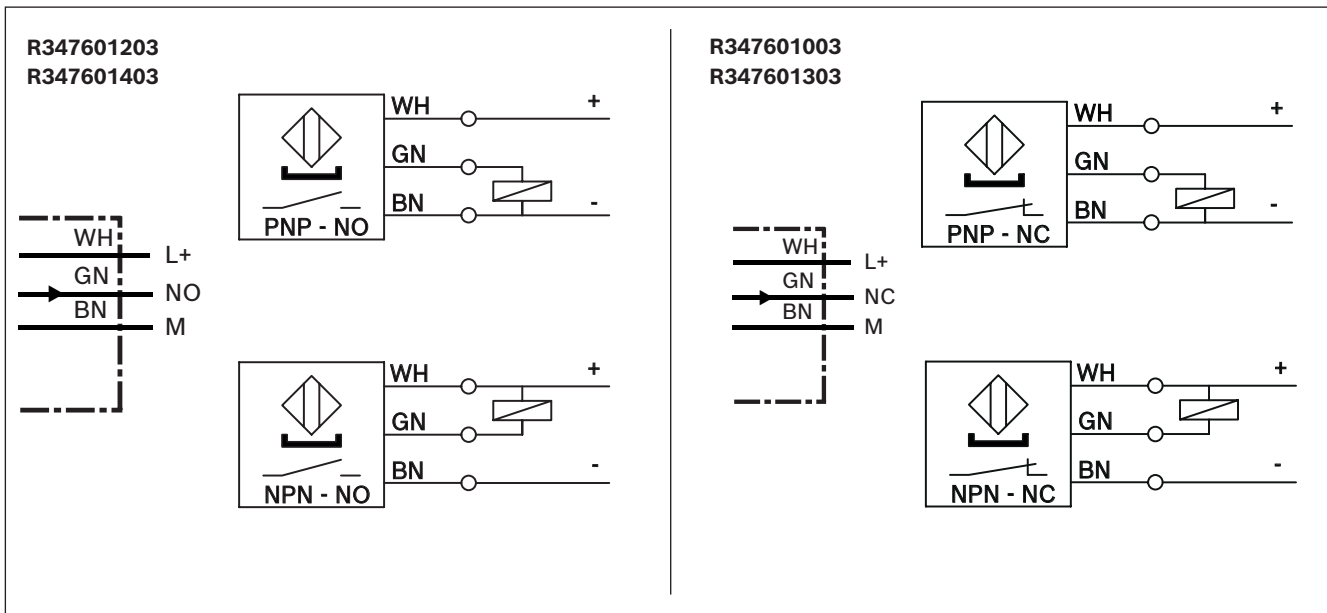 R347601203
R347601403
WH +
GN
BN -
PNP - NO
WH L+
GN NO
BN M
WH +
GN
BN -
NPN - NO
R347601003
R347601303
WH +
GN
BN -
PNP - NC
WH L+
GN NC
BN M
WH +
GN
BN -
NPN - NC